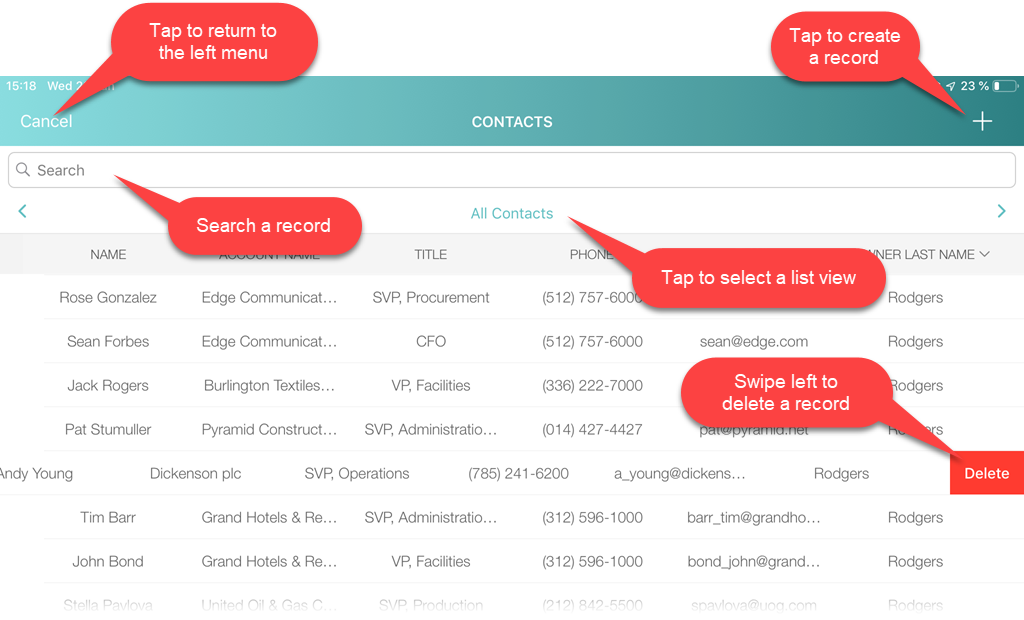 Tap to return to
the left menu
Tap to create
a record
15:18 Wed 2 23 %
Cancel CONTACTS
Search
Search a record
All Contacts
Tap to select a list view
NAME ACCOUNT NAME TITLE PHONE LAST NAME
Rose Gonzalez Edge Communicat... SVP, Procurement (512) 757-6000 Rodgers
Sean Forbes Edge Communicat... CFO (512) 757-6000 sean@edge.com Rodgers
Swipe left to
delete a record
Jack Rogers Burlington Textiles... VP, Facilities (336) 222-7000 Rodgers
Pat Stumuller Pyramid Construct... SVP, Administratio... (014) 427-4427 pat@pyramid.net Rodgers
Andy Young Dickenson plc SVP, Operations (785) 241-6200 a_young@dickens... Rodgers Delete
Tim Barr Grand Hotels & Re... SVP, Administratio... (312) 596-1000 barr_tim@grandho... Rodgers
John Bond Grand Hotels & Re... VP, Facilities (312) 596-1000 bond_john@grand... Rodgers
Stella Pavlova United Oil & Gas C... SVP, Production (212) 842-5500 spavlova@uog.com Rodgers